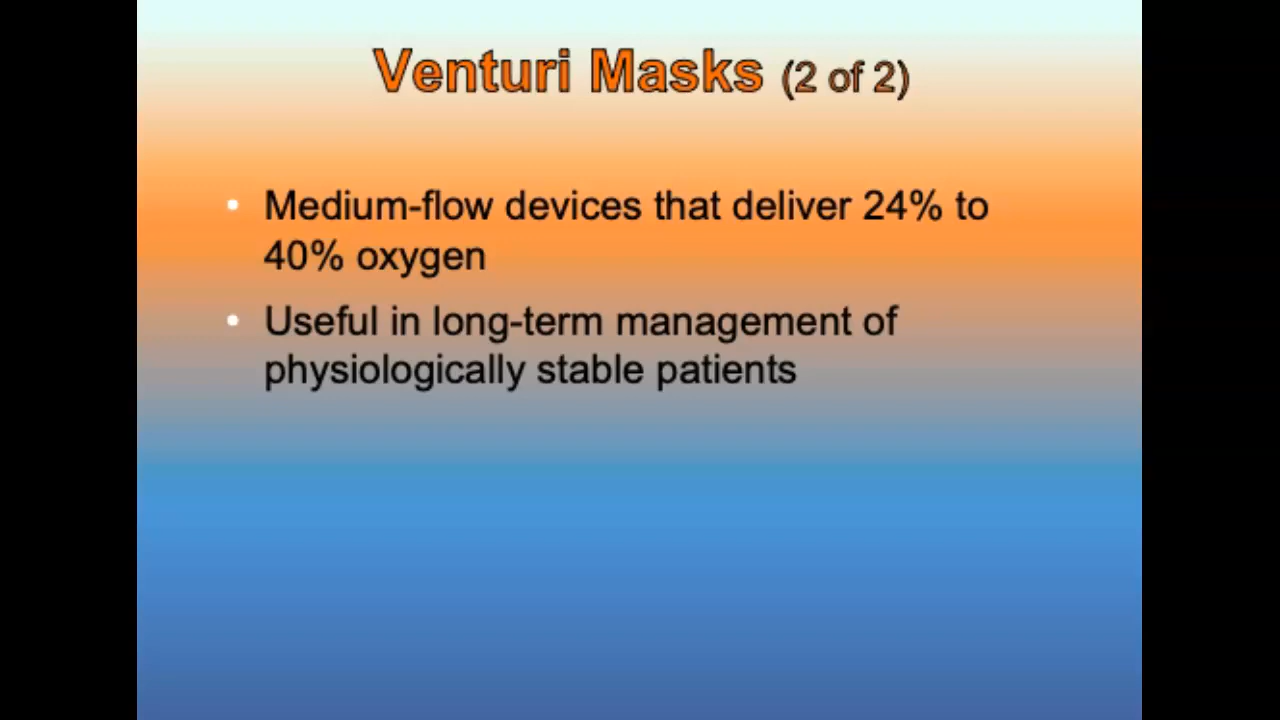 Venturi Masks (2 of 2)
• Medium-flow devices that deliver 24% to
40% oxygen
• Useful in long-term management of
physiologically stable patients